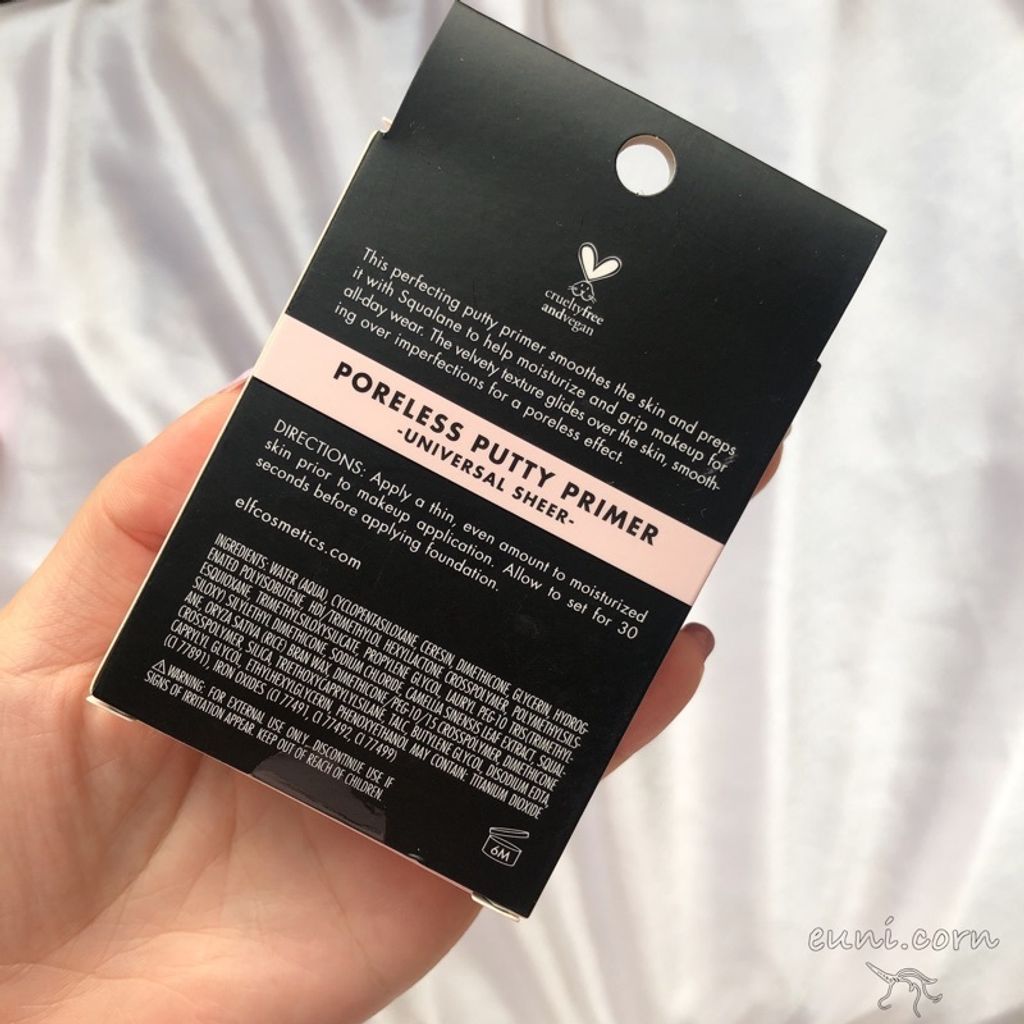 crueltyfree
andvegan
This perfecting putty primer smoothes the skin and preps
it with Squalane to help moisturize and grip makeup for
all-day wear. The velvety texture glides over the skin, smooth-
ing over imperfections for a poreless effect.
PORELESS PUTTY PRIMER
-UNIVERSAL SHEER-
DIRECTIONS: Apply a thin, even amount to moisturized
skin prior to makeup application. Allow to set for 30
seconds before applying foundation.
elfcosmetics.com
INGREDIENTS: WATER (AQUA), CYCLOPENTASILOXANE, CERESIN, DIMETHICONE, GLYCERIN, HYDROG-
ENATED POLYISOBUTENE, HDI/TRIMETHYLOL HEXYLLACTONE CROSSPOLYMER, POLYMETHYLSILS-
ESQUIOXANE, TRIMETHYLSILOXYSILICATE, PROPYLENE GLYCOL, LAURYL PEG-10 TRIS(TRIMETHYL-
SILOXY) SILYLETHYL DIMETHICONE, SODIUM CHLORIDE, CAMELLIA SINENSIS LEAF EXTRACT, SQUAL-
ANE, ORYZA SATIVA (RICE) BRAN WAX, DIMETHICONE/PEG-10/15 CROSSPOLYMER, DIMETHICONE
CROSSPOLYMER, SILICA, TRIETHOXYCAPRYLYLSILANE, TALC, BUTYLENE GLYCOL, DISODIUM EDTA,
CAPRYLYL GLYCOL, ETHYLHEXYLGLYCERIN, PHENOXYETHANOL MAY CONTAIN: TITANIUM DIOXIDE
(CI 77891), IRON OXIDES (CI 77491, CI 77492, CI 77499)
WARNING: FOR EXTERNAL USE ONLY. DISCONTINUE USE IF
SIGNS OF IRRITATION APPEAR. KEEP OUT OF REACH OF CHILDREN.
6M
euni.corn